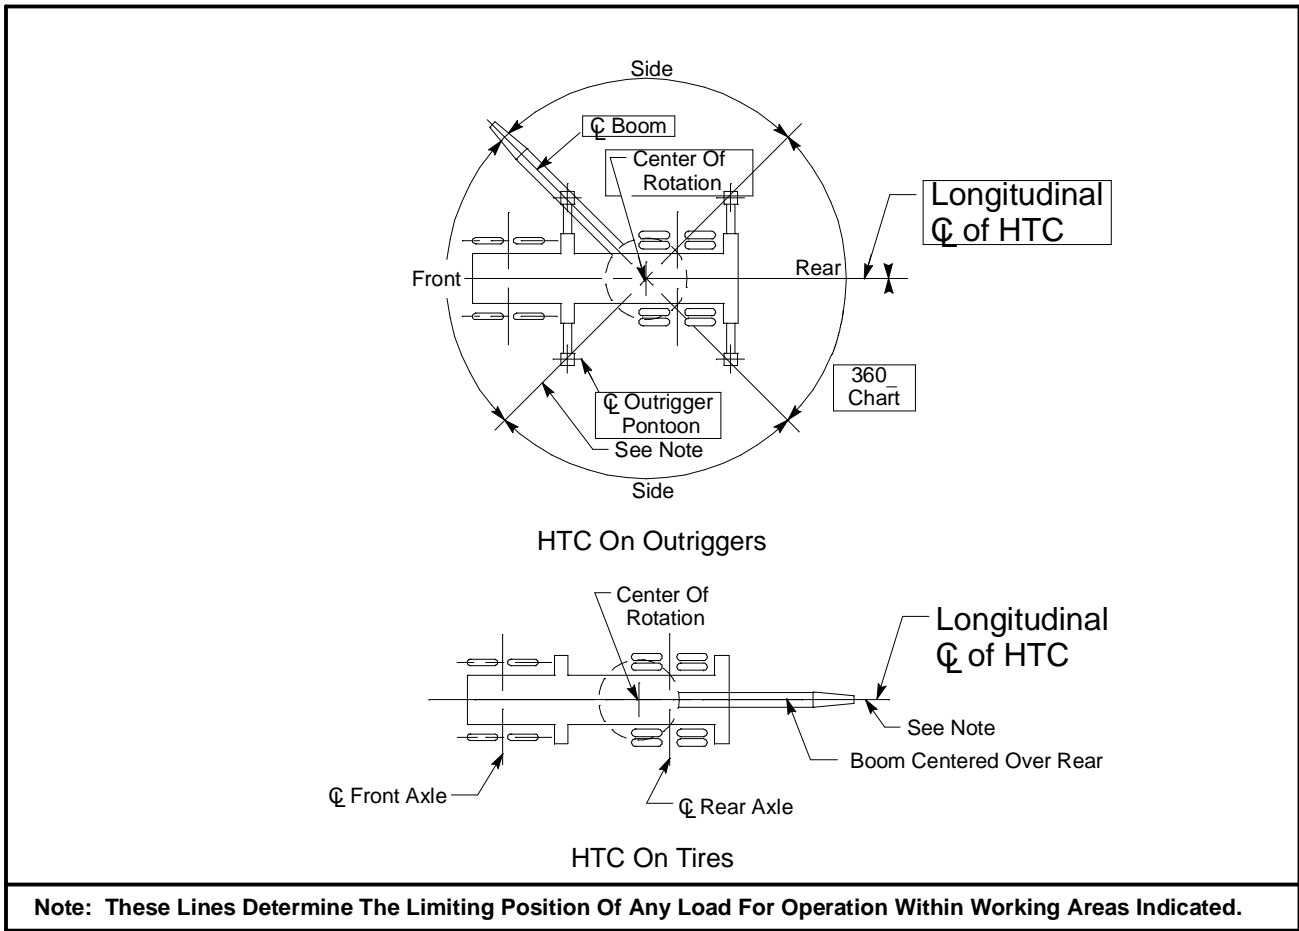 Side
℄ Boom
Center Of
Rotation
Longitudinal
℄ of HTC
Front
Rear
360_
Chart
℄ Outrigger
Pontoon
See Note
Side
HTC On Outriggers
Center Of
Rotation
Longitudinal
℄ of HTC
See Note
Boom Centered Over Rear
℄ Front Axle
℄ Rear Axle
HTC On Tires
Note: These Lines Determine The Limiting Position Of Any Load For Operation Within Working Areas Indicated.